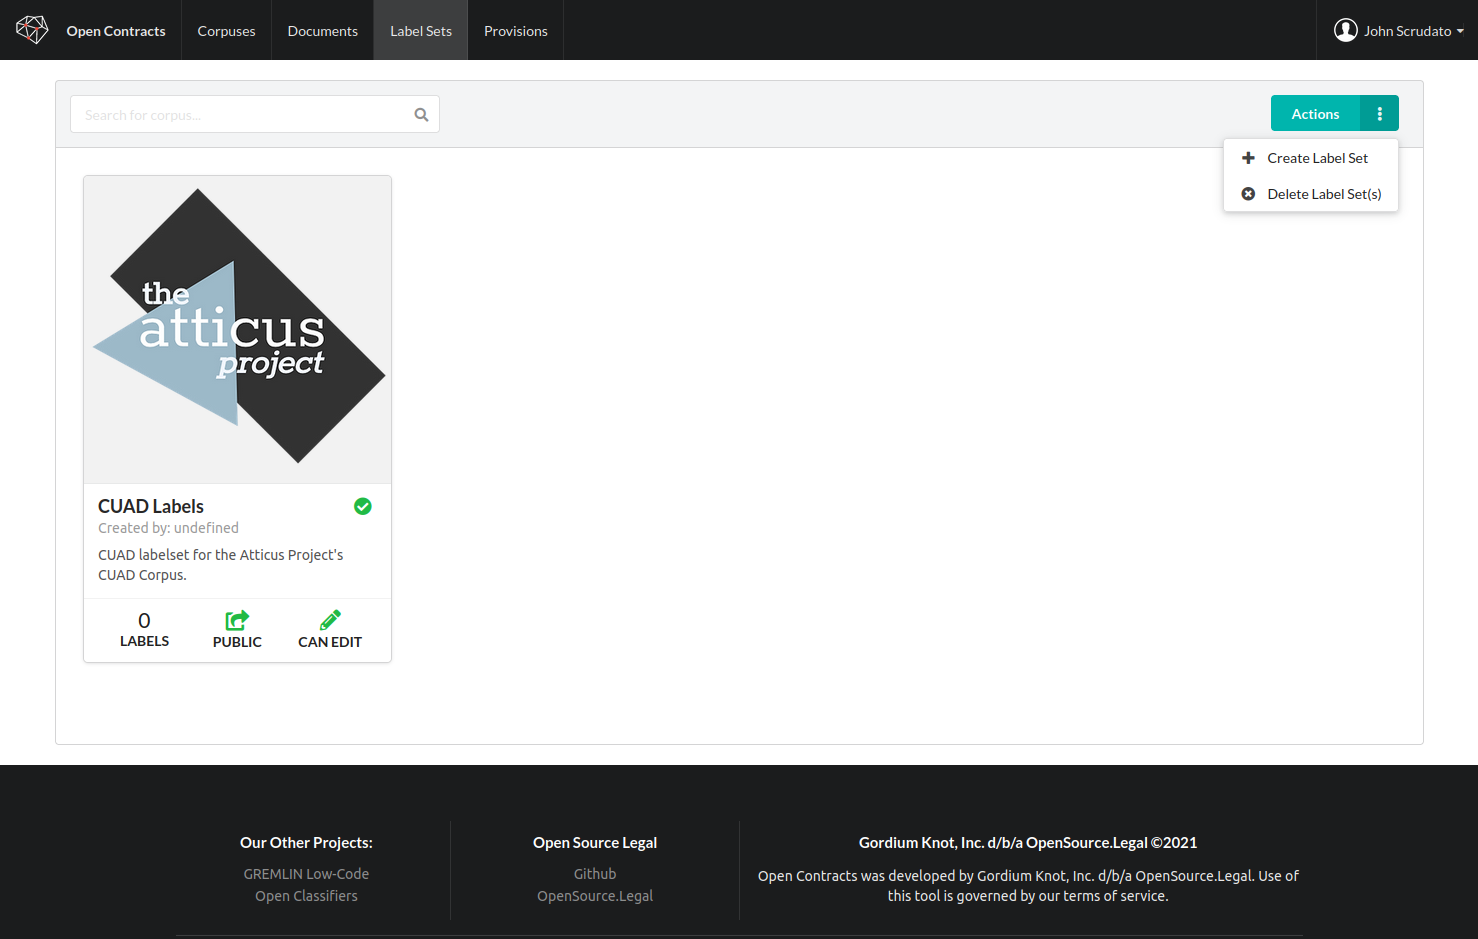 Open Contracts
Corpuses
Documents
Label Sets
Provisions
John Scrudato
Search for corpus...
Actions
Create Label Set
Delete Label Set(s)
the
atticus
project
CUAD Labels
Created by: undefined
CUAD labelset for the Atticus Project's
CUAD Corpus.
0
LABELS
PUBLIC
CAN EDIT
Our Other Projects:
GREMLIN Low-Code
Open Classifiers
Open Source Legal
Github
OpenSource.Legal
Gordium Knot, Inc. d/b/a OpenSource.Legal ©2021
Open Contracts was developed by Gordium Knot, Inc. d/b/a OpenSource.Legal. Use of
this tool is governed by our terms of service.